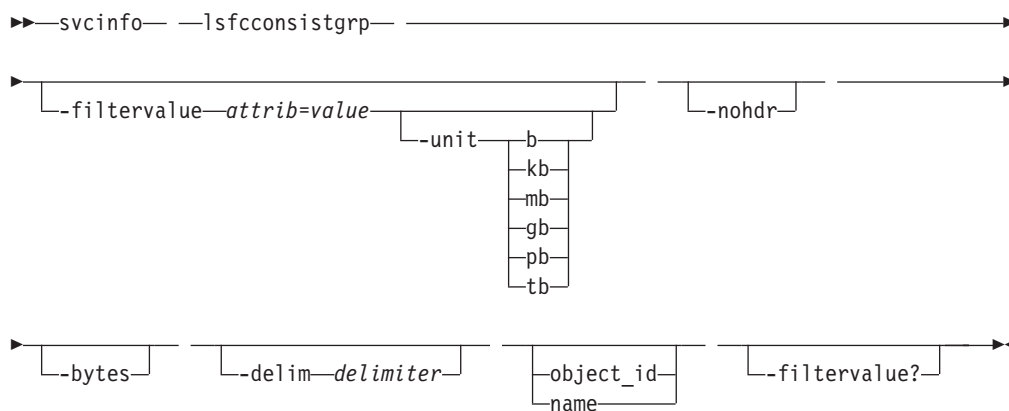 svcinfo lsfcconsistgrp
-filtervalue attrib=value -nohdr
-unit b
kb
mb
gb
pb
tb
-bytes -delim delimiter object_id -filtervalue?
name